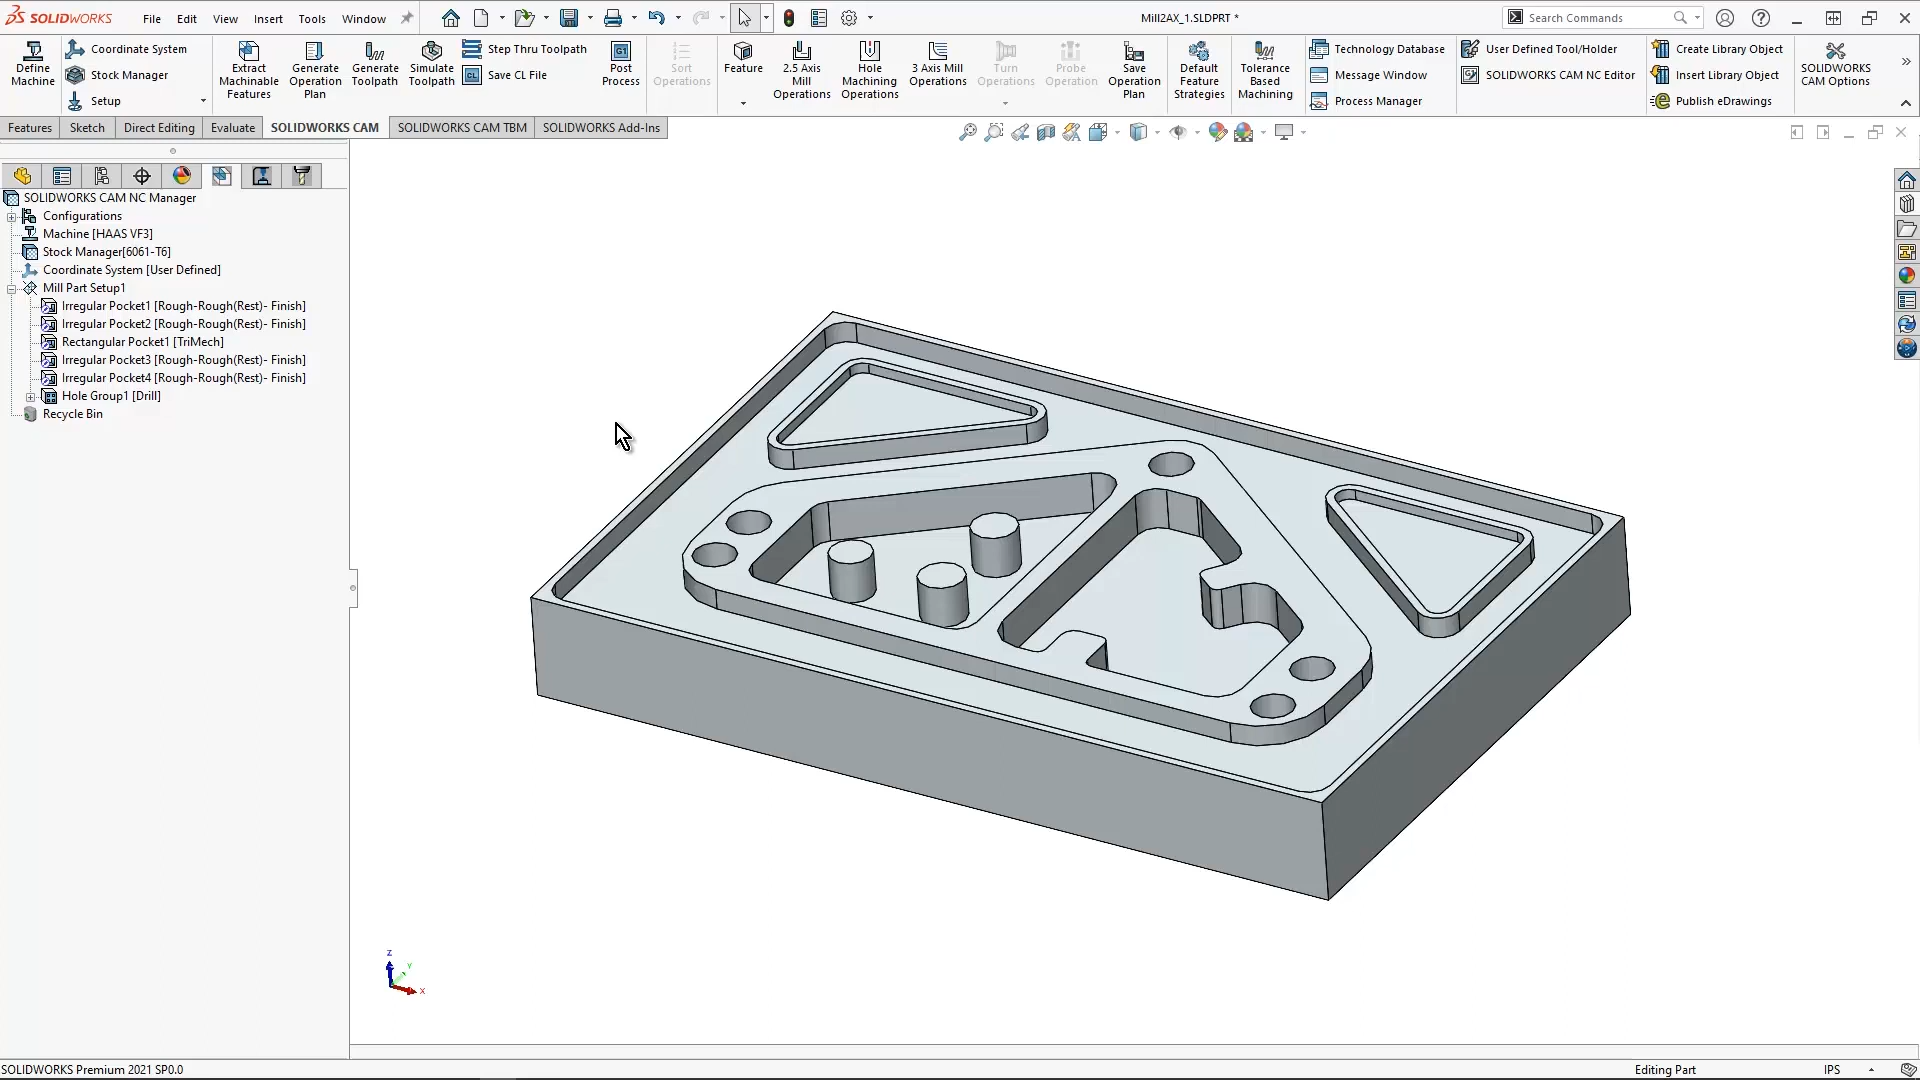 SOLIDWORKS
File Edit View Insert Tools Window
Mill2AX_1.SLDPRT *
Search Commands
Define Machine
Coordinate System
Stock Manager
Setup
Extract Machinable Features
Generate Operation Plan
Generate Toolpath
Simulate Toolpath
Step Thru Toolpath
Save CL File
Post Process
Sort Operations
Feature
2.5 Axis Mill Operations
Hole Machining Operations
3 Axis Mill Operations
Turn Operations
Probe Operation
Save Operation Plan
Default Feature Strategies
Tolerance Based Machining
Technology Database
Message Window
Process Manager
User Defined Tool/Holder
SOLIDWORKS CAM NC Editor
Create Library Object
Insert Library Object
Publish eDrawings
SOLIDWORKS CAM Options
Features Sketch Direct Editing Evaluate SOLIDWORKS CAM SOLIDWORKS CAM TBM SOLIDWORKS Add-Ins
SOLIDWORKS CAM NC Manager
Configurations
Machine [HAAS VF3]
Stock Manager[6061-T6]
Coordinate System [User Defined]
Mill Part Setup1
Irregular Pocket1 [Rough-Rough(Rest)- Finish]
Irregular Pocket2 [Rough-Rough(Rest)- Finish]
Rectangular Pocket1 [TriMech]
Irregular Pocket3 [Rough-Rough(Rest)- Finish]
Irregular Pocket4 [Rough-Rough(Rest)- Finish]
Hole Group1 [Drill]
Recycle Bin
Z
Y
X
SOLIDWORKS Premium 2021 SP0.0
Editing Part
IPS